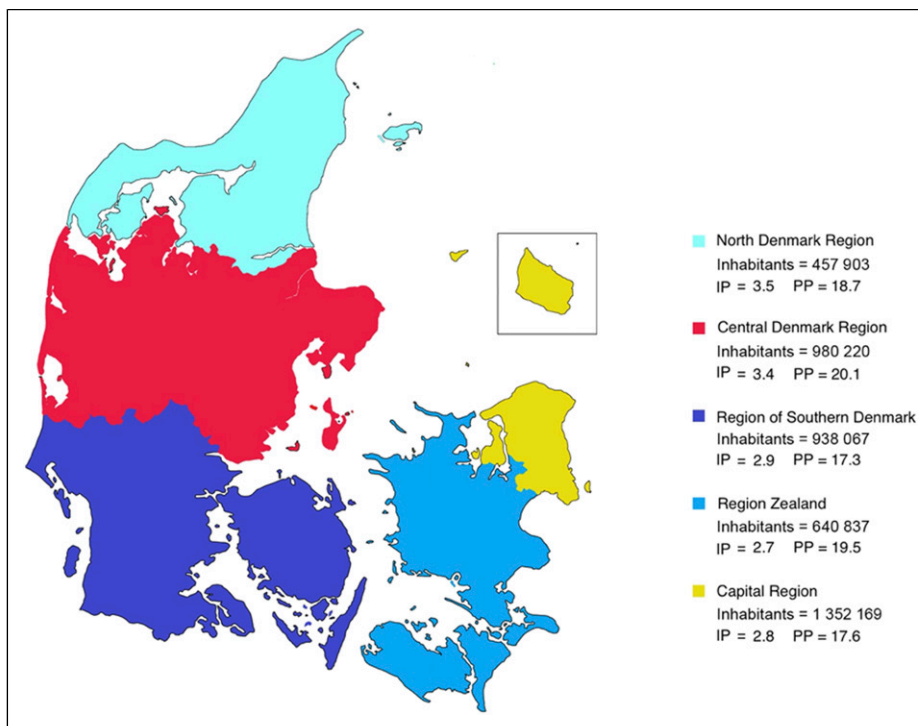 North Denmark Region
Inhabitants = 457 903
IP = 3.5 PP = 18.7
Central Denmark Region
Inhabitants = 980 220
IP = 3.4 PP = 20.1
Region of Southern Denmark
Inhabitants = 938 067
IP = 2.9 PP = 17.3
Region Zealand
Inhabitants = 640 837
IP = 2.7 PP = 19.5
Capital Region
Inhabitants = 1 352 169
IP = 2.8 PP = 17.6